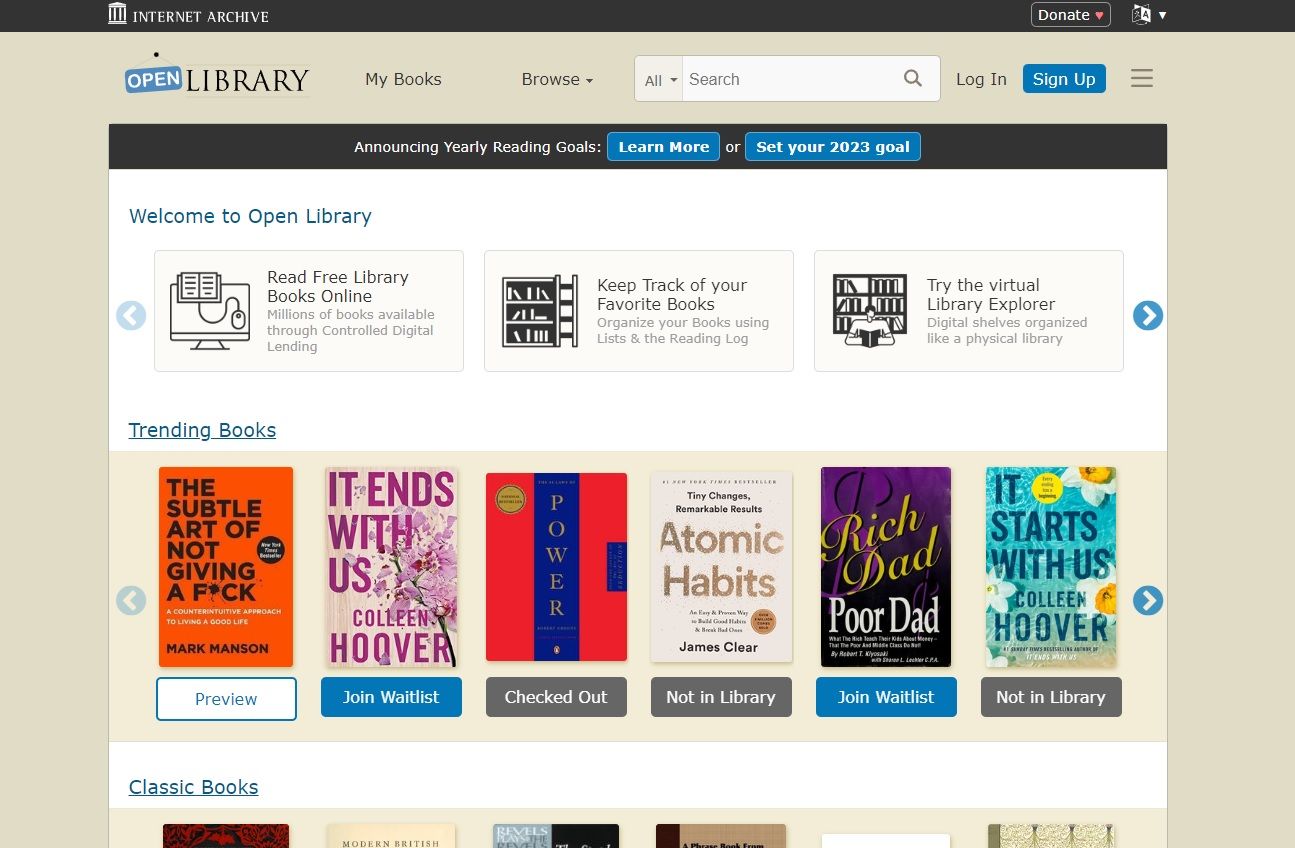 INTERNET ARCHIVE
Donate ♥
▼
OPEN LIBRARY
My Books
Browse
All
Search
Log In
Sign Up
Announcing Yearly Reading Goals: Learn More or Set your 2023 goal
Welcome to Open Library
Read Free Library
Books Online
Millions of books available
through Controlled Digital
Lending
Keep Track of your
Favorite Books
Organize your Books using
Lists & the Reading Log
Try the virtual
Library Explorer
Digital shelves organized
like a physical library
Trending Books
THE
SUBTLE
ART OF
NOT
GIVING
A F*CK
New York
Times
Bestseller
A COUNTERINTUITIVE APPROACH
TO LIVING A GOOD LIFE
MARK MANSON
Preview
IT ENDS
WITH
US
COLLEEN
HOOVER
Join Waitlist
NATIONAL
BESTSELLER
THE 48 LAWS OF
POWER
ROBERT GREENE
SEDUCTION
Checked Out
#1 NEW YORK TIMES BESTSELLER
Tiny Changes,
Remarkable Results
Atomic
Habits
An Easy & Proven Way
to Build Good Habits
& Break Bad Ones
James Clear
Not in Library
Rich
Dad
Poor Dad
What The Rich Teach Their Kids About Money –
That The Poor And Middle Class Do Not!
By Robert T. Kiyosaki
with Sharon L. Lechter C.P.A.
Join Waitlist
Every
ending has a
beginning.
IT
STARTS
WITH US
COLLEEN
HOOVER
#1 SUNDAY TIMES BESTSELLING AUTHOR OF
IT ENDS WITH US
Not in Library
Classic Books
MODERN BRITISH
REVELS
PLAYS
A Phrase Book From